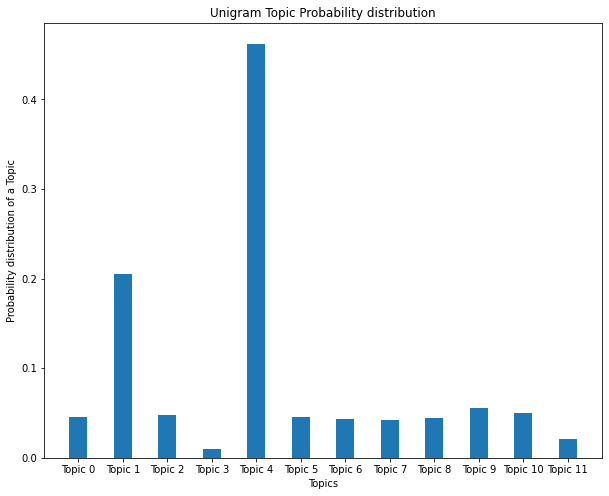 Unigram Topic Probability distribution
Probability distribution of a Topic
0.4
0.3
0.2
0.1
0.0
Topic 0 Topic 1 Topic 2 Topic 3 Topic 4 Topic 5 Topic 6 Topic 7 Topic 8 Topic 9 Topic 10 Topic 11
Topics